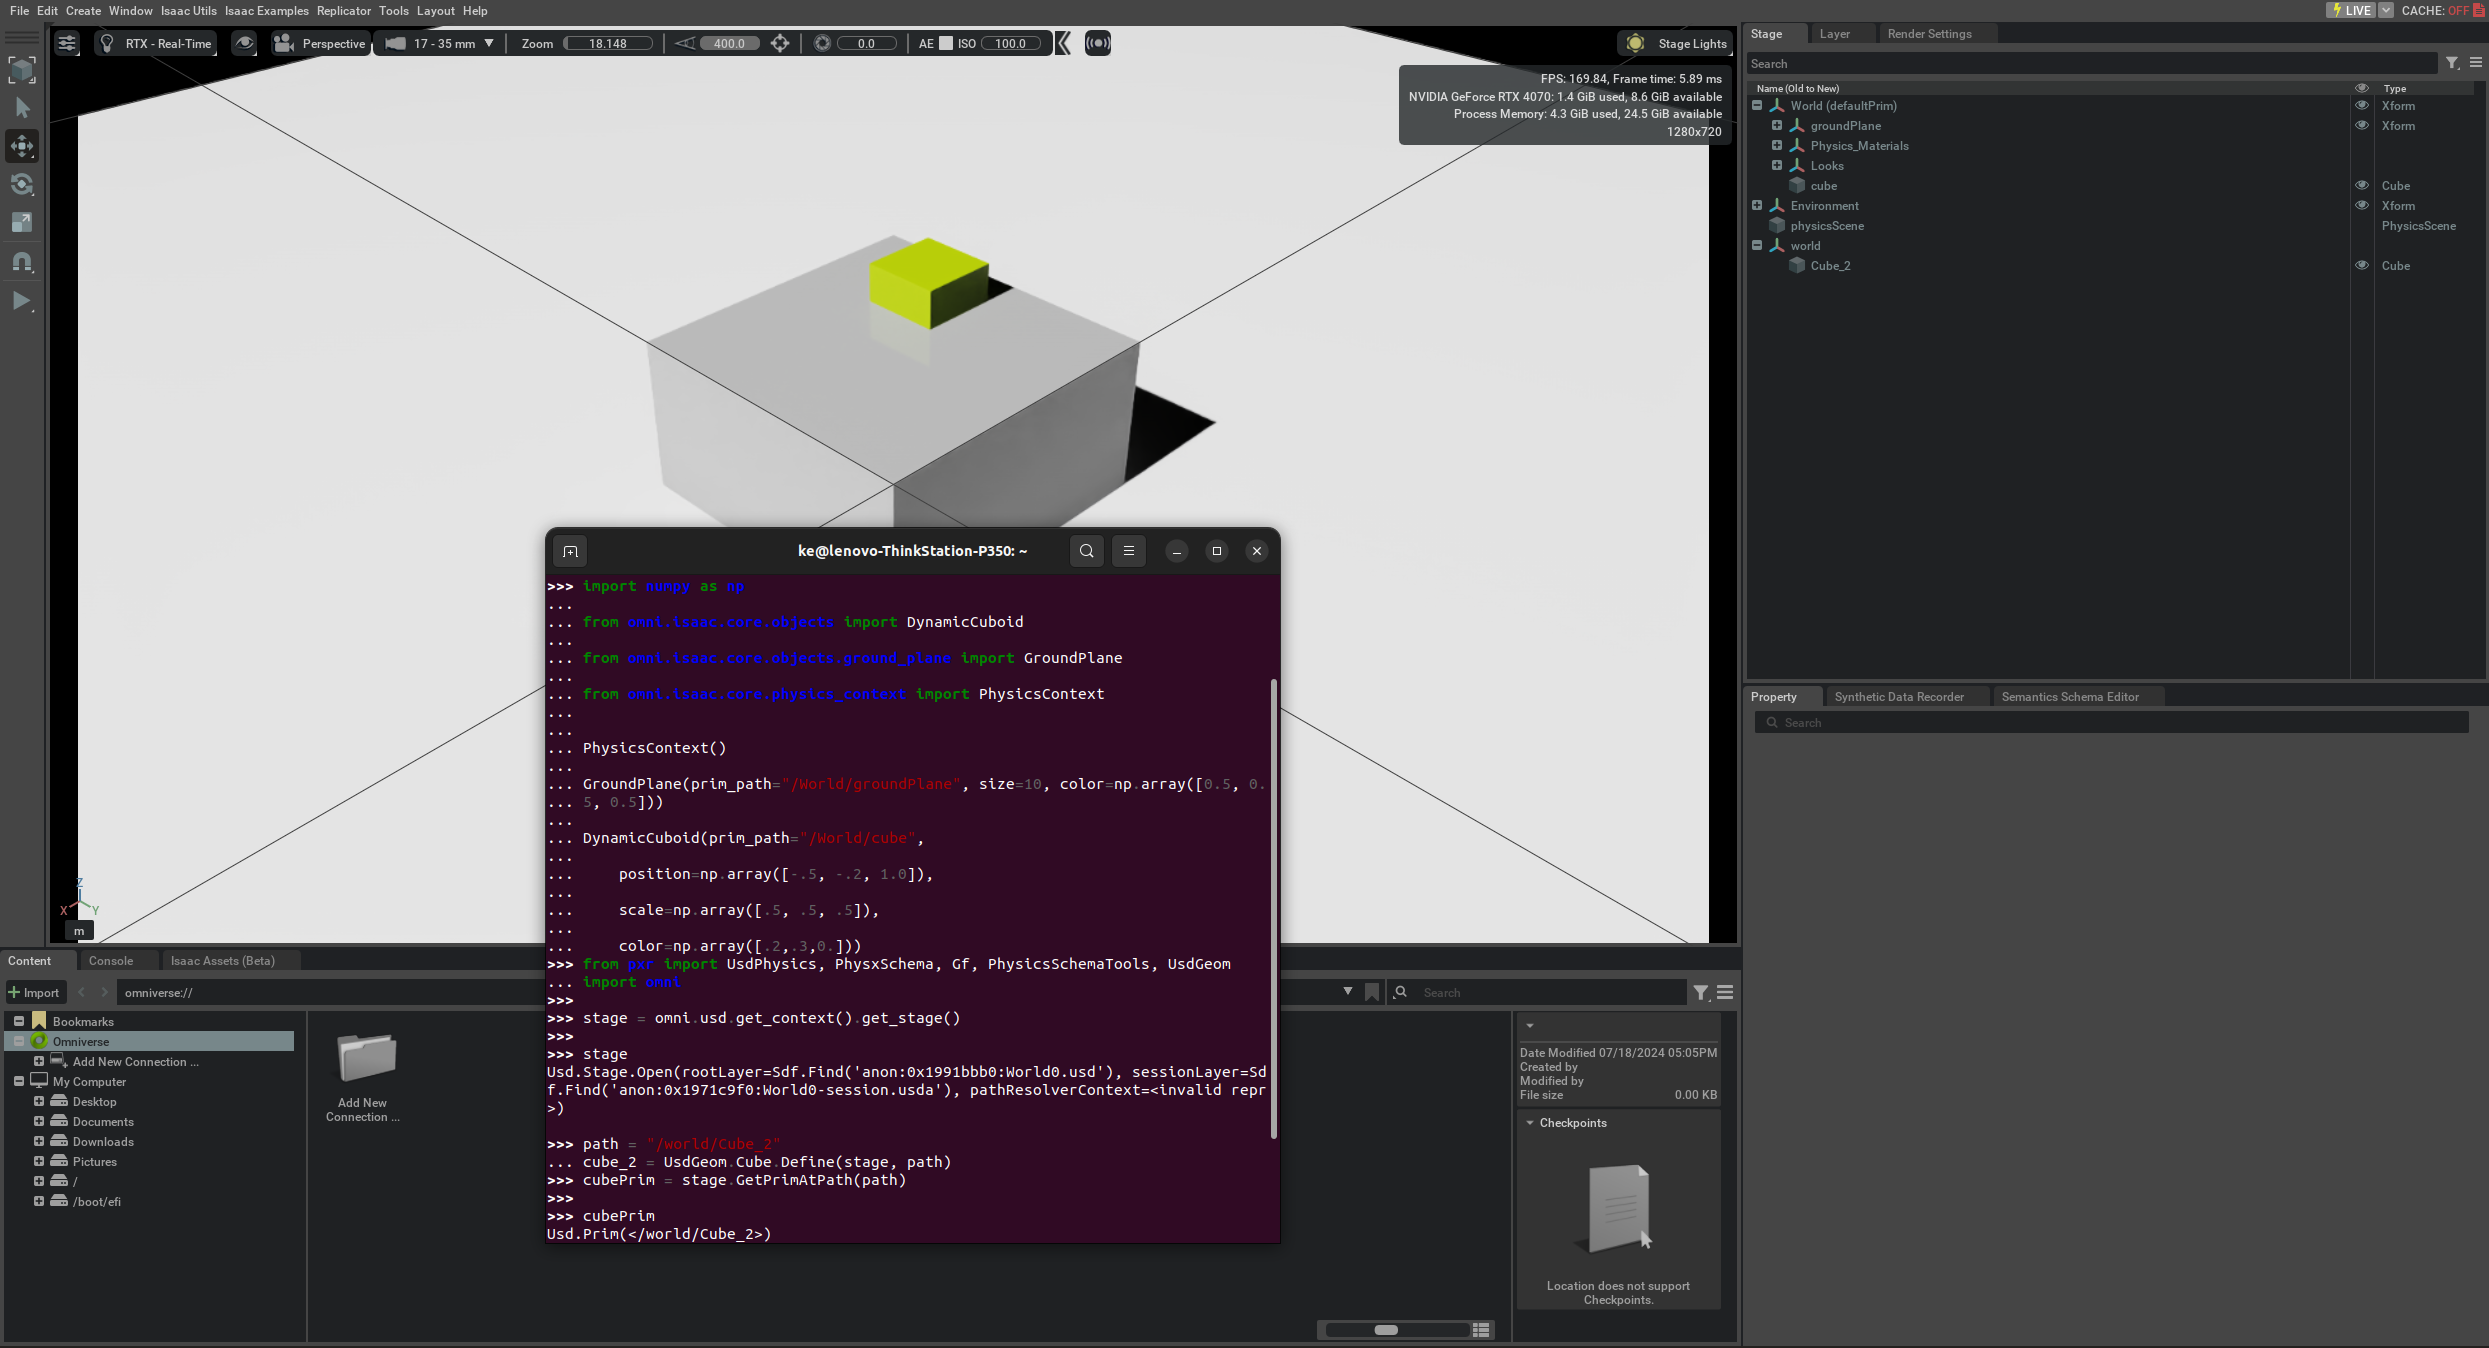 File Edit Create Window Isaac Utils Isaac Examples Replicator Tools Layout Help
LIVE CACHE: OFF
RTX - Real-Time Perspective 17 - 35 mm Zoom 18.148 400.0 0.0 AE ISO 100.0
Stage Lights
FPS: 169.84, Frame time: 5.89 ms
NVIDIA GeForce RTX 4070: 1.4 GiB used, 8.6 GiB available
Process Memory: 4.3 GiB used, 24.5 GiB available
1280x720
Z
X Y
m
Stage Layer Render Settings
Search
Name (Old to New) Type
World (defaultPrim) Xform
groundPlane Xform
Physics_Materials
Looks
cube Cube
Environment Xform
physicsScene PhysicsScene
world
Cube_2 Cube
Property Synthetic Data Recorder Semantics Schema Editor
Search
ke@lenovo-ThinkStation-P350: ~
>>> import numpy as np
...
... from omni.isaac.core.objects import DynamicCuboid
...
... from omni.isaac.core.objects.ground_plane import GroundPlane
...
... from omni.isaac.core.physics_context import PhysicsContext
...
...
... PhysicsContext()
...
... GroundPlane(prim_path="/World/groundPlane", size=10, color=np.array([0.5, 0.
... 5, 0.5]))
...
... DynamicCuboid(prim_path="/World/cube",
...
...     position=np.array([-.5, -.2, 1.0]),
...
...     scale=np.array([.5, .5, .5]),
...
...     color=np.array([.2,.3,0.]))
>>> from pxr import UsdPhysics, PhysxSchema, Gf, PhysicsSchemaTools, UsdGeom
... import omni
>>>
>>> stage = omni.usd.get_context().get_stage()
>>>
>>> stage
Usd.Stage.Open(rootLayer=Sdf.Find('anon:0x1991bbb0:World0.usd'), sessionLayer=Sd
f.Find('anon:0x1971c9f0:World0-session.usda'), pathResolverContext=<invalid repr
>)
>>> path = "/world/Cube_2"
... cube_2 = UsdGeom.Cube.Define(stage, path)
>>> cubePrim = stage.GetPrimAtPath(path)
>>>
>>> cubePrim
Usd.Prim(</world/Cube_2>)
Content Console Isaac Assets (Beta)
Import omniverse:// Search
Bookmarks
Omniverse
Add New Connection ...
My Computer
Desktop
Documents
Downloads
Pictures
/
/boot/efi
Add New
Connection ...
Date Modified 07/18/2024 05:05PM
Created by
Modified by
File size 0.00 KB
Checkpoints
Location does not support
Checkpoints.